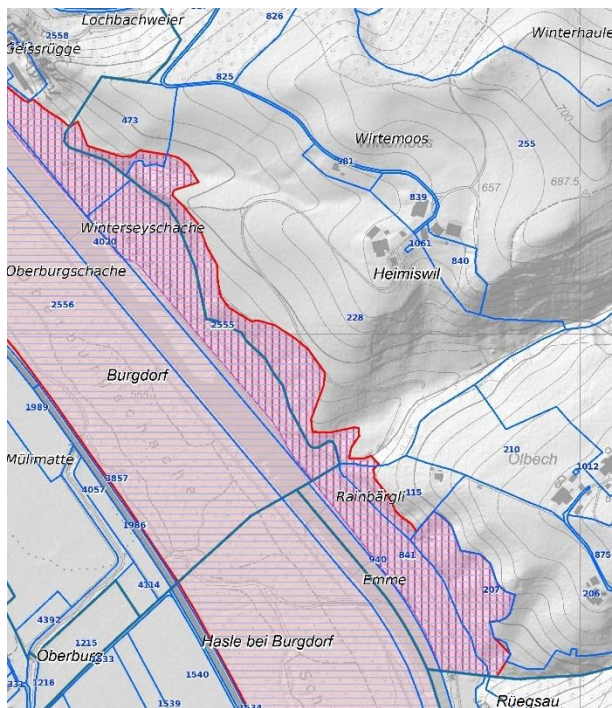 Lochbachweier
826
Winterhaule
2558
Geissrügge
825
473
Wirtemoos
255
700
981
657
687.5
839
Winterseyschache
4020
1061
840
Oberburgschache
Heimiswil
2556
228
2555
Burgdorf
1989
210
Mülimatte
Olbech
1012
3857
4057
Rainbärgli
115
1986
940
841
875
Emme
207
206
4114
4392
Hasle bei Burgdorf
1215
Oberburg
1540
1216
1539
Rüegsau